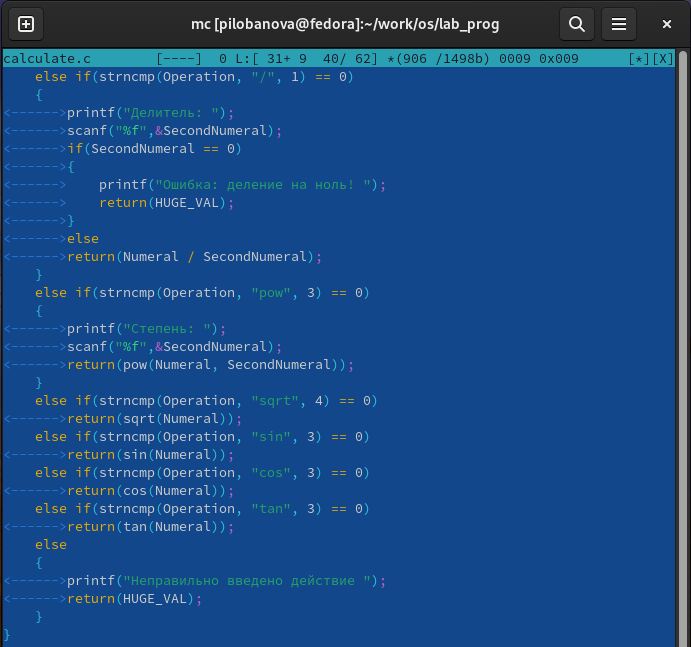 mc [pilobanova@fedora]:~/work/os/lab_prog
calculate.c        [----]  0 L:[ 31+ 9  40/ 62] *(906 /1498b) 0009 0x009        [*][X]
    else if(strncmp(Operation, "/", 1) == 0)
    {
<------>printf("Делитель: ");
<------>scanf("%f",&SecondNumeral);
<------>if(SecondNumeral == 0)
<------>{
<------>    printf("Ошибка: деление на ноль! ");
<------>    return(HUGE_VAL);
<------>}
<------>else
<------>return(Numeral / SecondNumeral);
    }
    else if(strncmp(Operation, "pow", 3) == 0)
    {
<------>printf("Степень: ");
<------>scanf("%f",&SecondNumeral);
<------>return(pow(Numeral, SecondNumeral));
    }
    else if(strncmp(Operation, "sqrt", 4) == 0)
<------>return(sqrt(Numeral));
    else if(strncmp(Operation, "sin", 3) == 0)
<------>return(sin(Numeral));
    else if(strncmp(Operation, "cos", 3) == 0)
<------>return(cos(Numeral));
    else if(strncmp(Operation, "tan", 3) == 0)
<------>return(tan(Numeral));
    else
    {
<------>printf("Неправильно введено действие ");
<------>return(HUGE_VAL);
    }
}